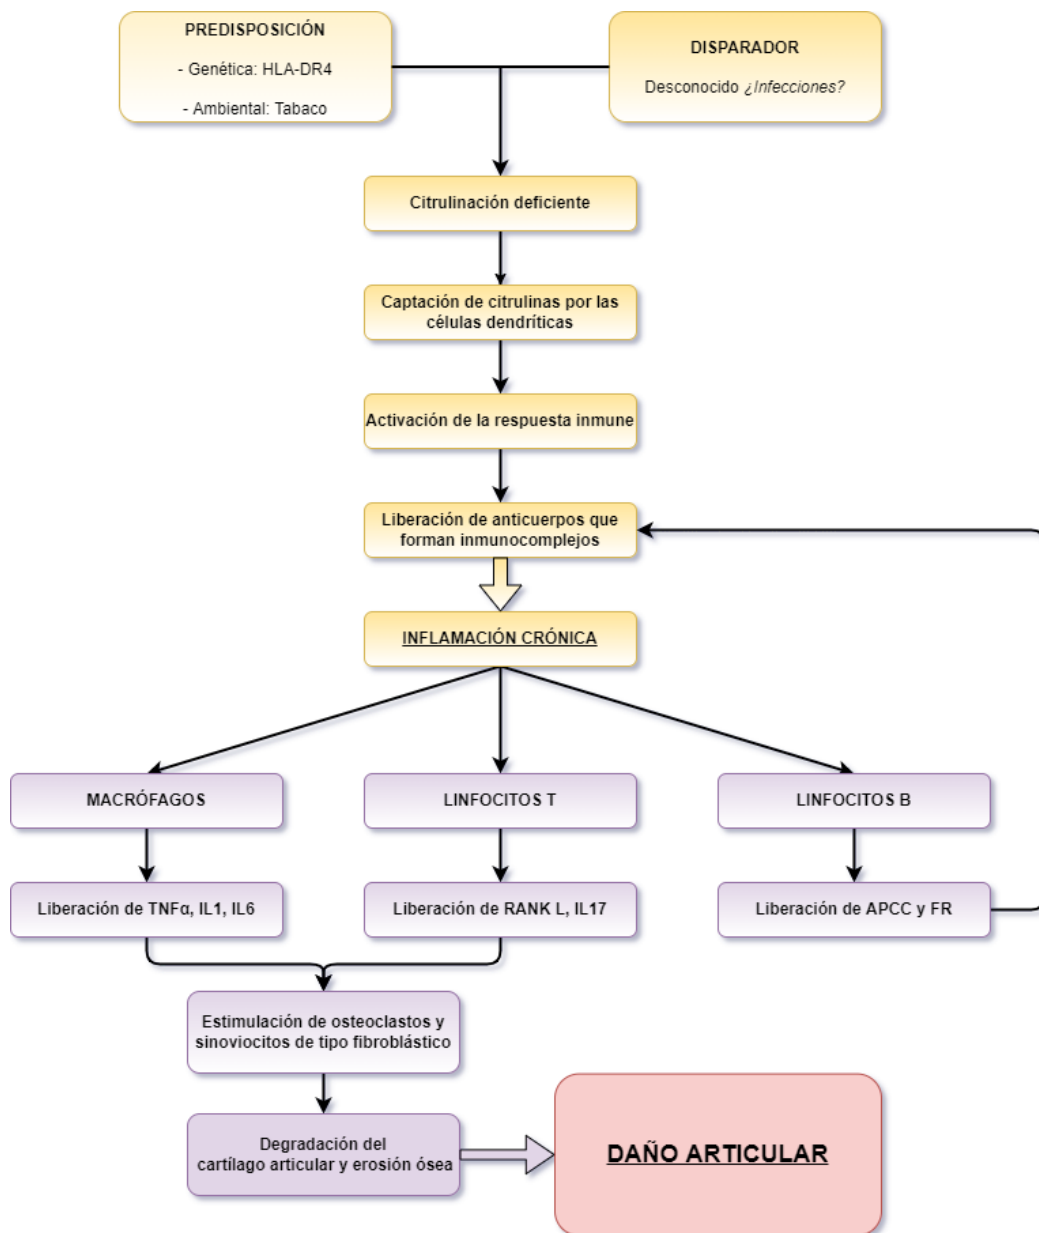 PREDISPOSICIÓN
- Genética: HLA-DR4
- Ambiental: Tabaco
DISPARADOR
Desconocido ¿Infecciones?
Citrulinación deficiente
Captación de citrulinas por las
células dendríticas
Activación de la respuesta inmune
Liberación de anticuerpos que
forman inmunocomplejos
INFLAMACIÓN CRÓNICA
MACRÓFAGOS
LINFOCITOS T
LINFOCITOS B
Liberación de TNFα, IL1, IL6
Liberación de RANK L, IL17
Liberación de APCC y FR
Estimulación de osteoclastos y
sinoviocitos de tipo fibroblástico
Degradación del
cartílago articular y erosión ósea
DAÑO ARTICULAR